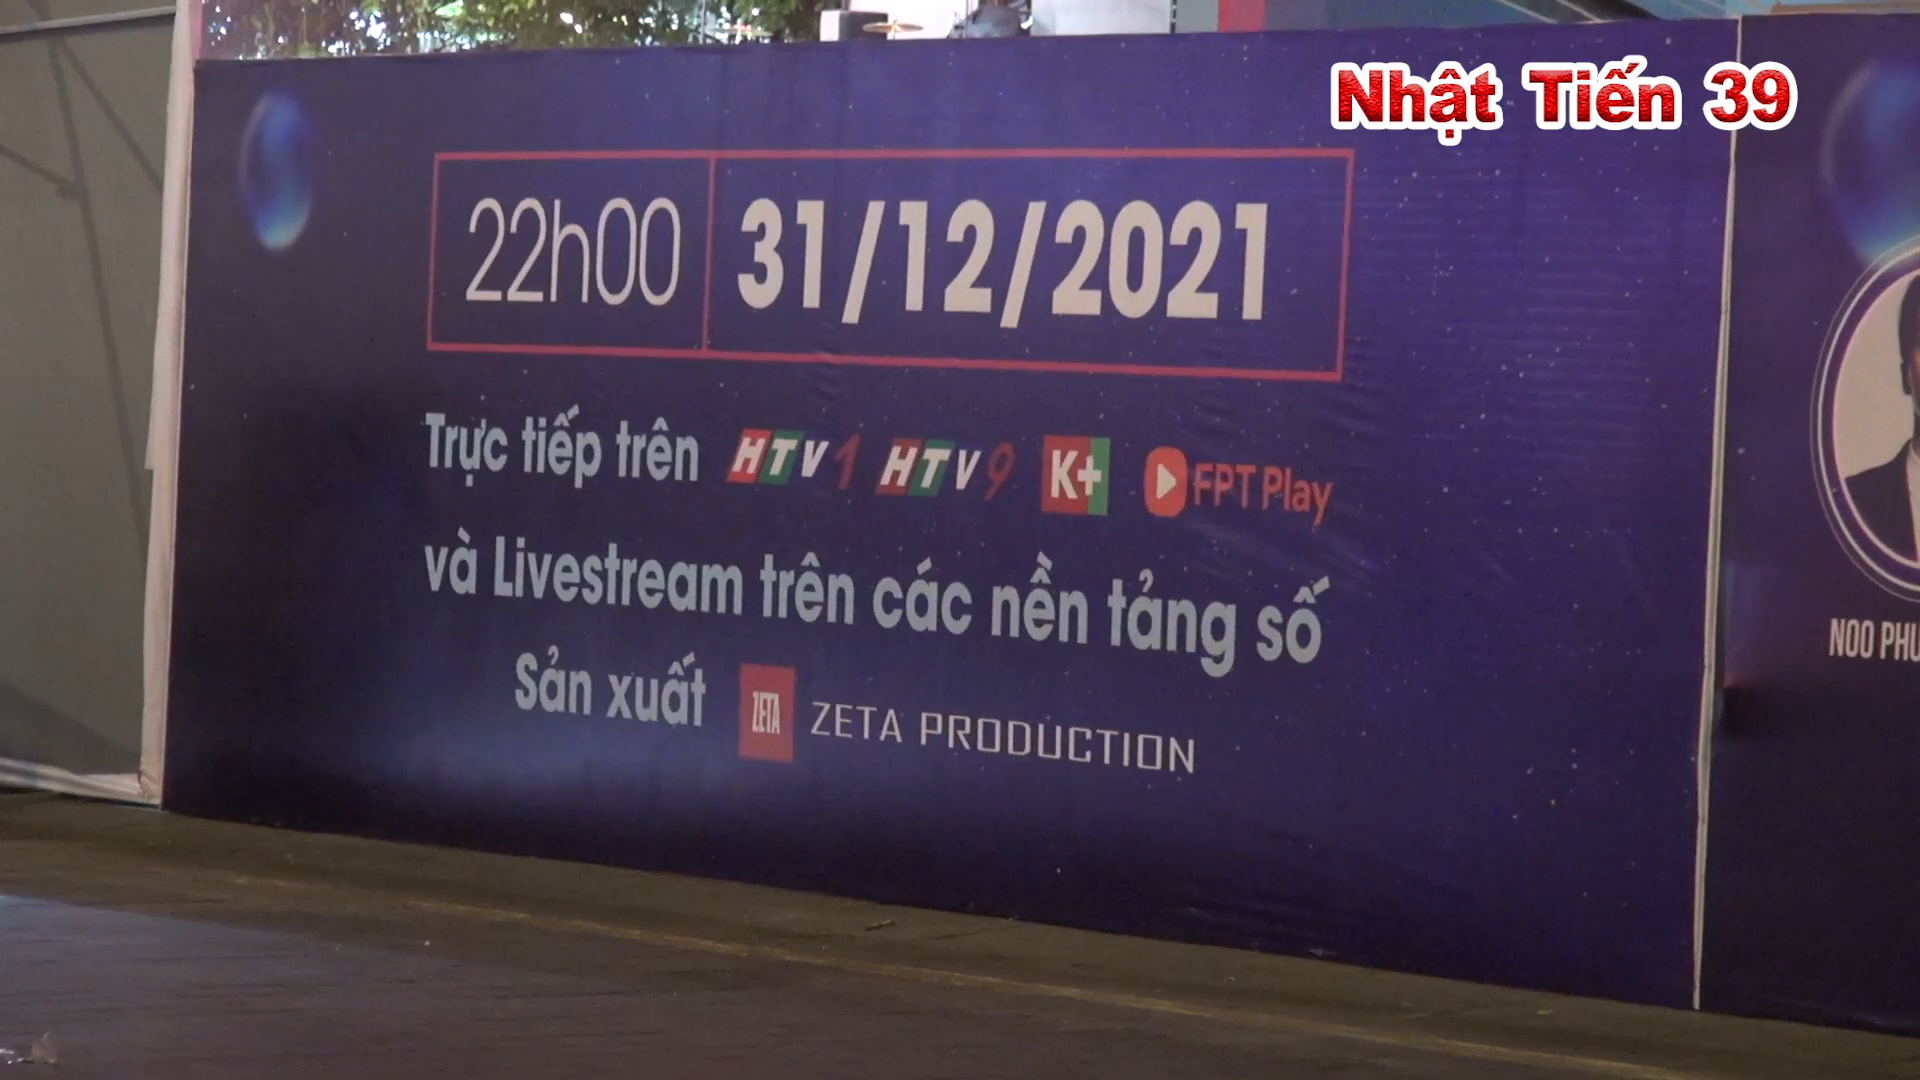 Nhật Tiến 39
22h00 31/12/2021
Trực tiếp trên HTV1 HTV9 K+ FPT Play
và Livestream trên các nền tảng số
Sản xuất ZETA ZETA PRODUCTION
NOO